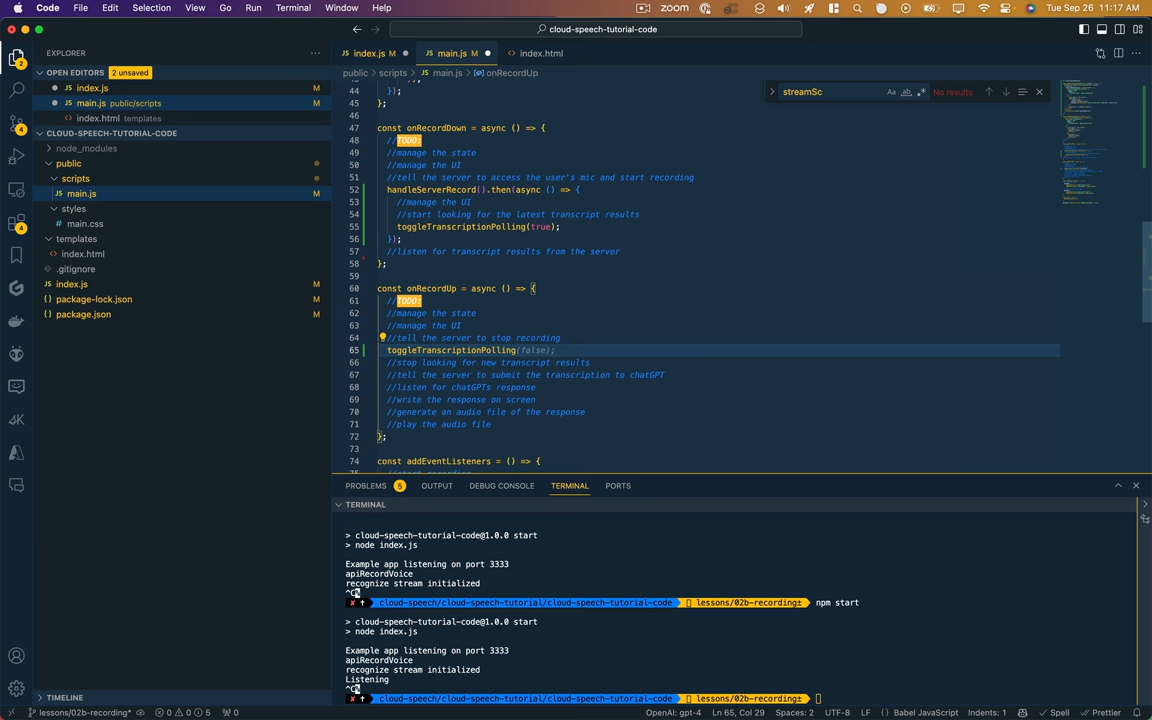 Code File Edit Selection View Go Run Terminal Window Help zoom Tue Sep 26 11:17 AM
cloud-speech-tutorial-code
EXPLORER
OPEN EDITORS 2 unsaved
index.js M
main.js public/scripts M
index.html templates
CLOUD-SPEECH-TUTORIAL-CODE
node_modules
public
scripts
main.js M
styles
main.css
templates
index.html
.gitignore
index.js M
package-lock.json M
package.json M
TIMELINE
2
4
4
index.js M
main.js M
index.html
public > scripts > main.js > onRecordUp
streamSc Aa ab No results
44 });
45 };
46
47 const onRecordDown = async () => {
48 //TODO:
49 //manage the state
50 //manage the UI
51 //tell the server to access the user's mic and start recording
52 handleServerRecord().then(async () => {
53 //manage the UI
54 //start looking for the latest transcript results
55 toggleTranscriptionPolling(true);
56 });
57 //listen for transcript results from the server
58 };
59
60 const onRecordUp = async () => {
61 //TODO:
62 //manage the state
63 //manage the UI
64 //tell the server to stop recording
65 toggleTranscriptionPolling(false);
66 //stop looking for new transcript results
67 //tell the server to submit the transcription to chatGPT
68 //listen for chatGPTs response
69 //write the response on screen
70 //generate an audio file of the response
71 //play the audio file
72 };
73
74 const addEventListeners = () => {
PROBLEMS 5 OUTPUT DEBUG CONSOLE TERMINAL PORTS
TERMINAL
> cloud-speech-tutorial-code@1.0.0 start
> node index.js
Example app listening on port 3333
apiRecordVoice
recognize stream initialized
^C
cloud-speech/cloud-speech-tutorial/cloud-speech-tutorial-code lessons/02b-recording± npm start
> cloud-speech-tutorial-code@1.0.0 start
> node index.js
Example app listening on port 3333
apiRecordVoice
recognize stream initialized
Listening
^C
cloud-speech/cloud-speech-tutorial/cloud-speech-tutorial-code lessons/02b-recording±
lessons/02b-recording* 0 0 5 0 OpenAI: gpt-4 Ln 65, Col 29 Spaces: 2 UTF-8 LF {} Babel JavaScript Indents: 1 Spell Prettier